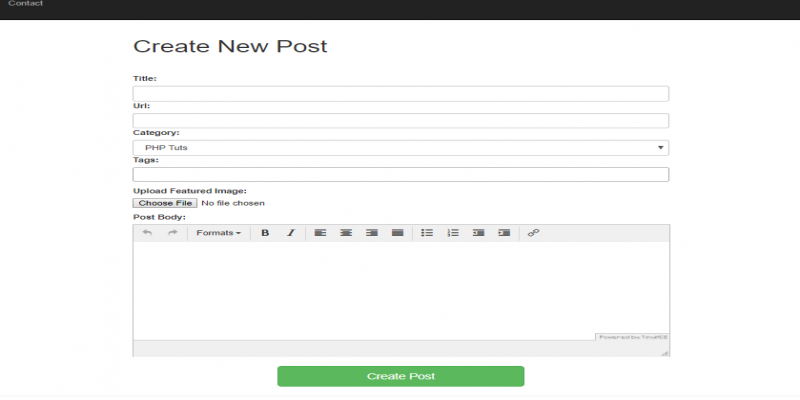 Contact
Create New Post
Title:
Url:
Category:
PHP Tuts
Tags:
Upload Featured Image:
Choose File No file chosen
Post Body:
Formats B I
Powered by TinyMCE
Create Post